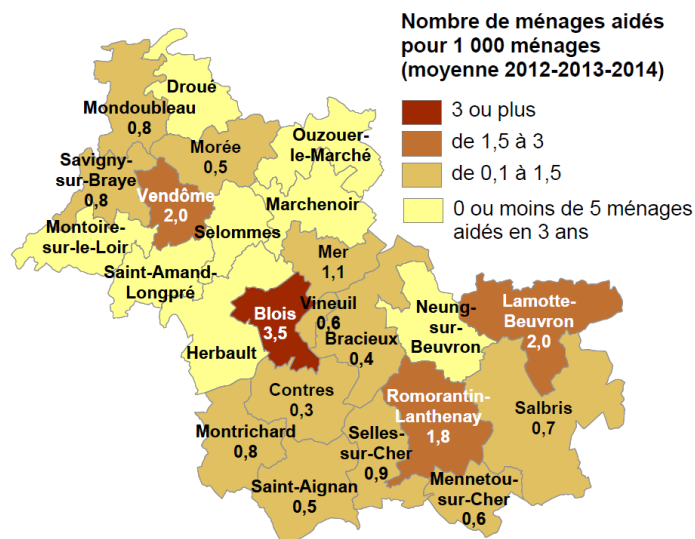 Nombre de ménages aidés
pour 1 000 ménages
(moyenne 2012-2013-2014)
3 ou plus
de 1,5 à 3
de 0,1 à 1,5
0 ou moins de 5 ménages
aidés en 3 ans
Droué
Mondoubleau
0,8
Morée
0,5
Ouzouer-
le-Marché
Savigny-
sur-Braye
0,8
Vendôme
2,0
Marchenoir
Montoire-
sur-le-Loir
Selommes
Saint-Amand-
Longpré
Mer
1,1
Blois
3,5
Vineuil
0,6
Neung-
sur-
Beuvron
Lamotte-
Beuvron
2,0
Bracieux
0,4
Herbault
Contres
0,3
Romorantin-
Lanthenay
1,8
Salbris
0,7
Montrichard
0,8
Selles-
sur-Cher
0,9
Saint-Aignan
0,5
Mennetou-
sur-Cher
0,6